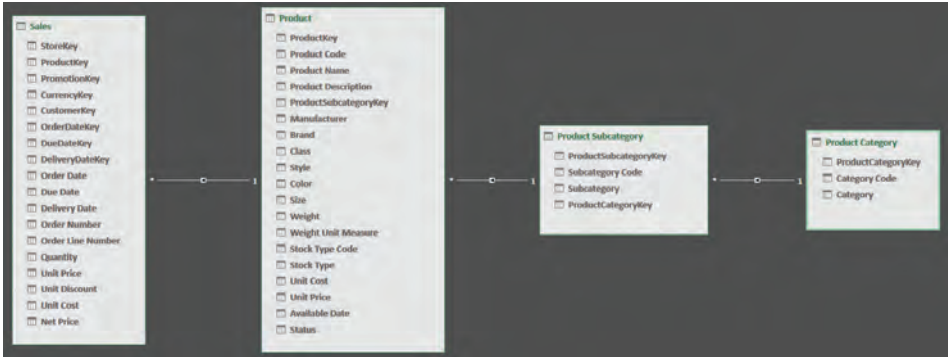 Sales
StoreKey
ProductKey
PromotionKey
CurrencyKey
CustomerKey
OrderDateKey
DueDateKey
DeliveryDateKey
Order Date
Due Date
Delivery Date
Order Number
Order Line Number
Quantity
Unit Price
Unit Discount
Unit Cost
Net Price
* 1
Product
ProductKey
Product Code
Product Name
Product Description
ProductSubcategoryKey
Manufacturer
Brand
Class
Style
Color
Size
Weight
Weight Unit Measure
Stock Type Code
Stock Type
Unit Cost
Unit Price
Available Date
Status
* 1
Product Subcategory
ProductSubcategoryKey
Subcategory Code
Subcategory
ProductCategoryKey
* 1
Product Category
ProductCategoryKey
Category Code
Category